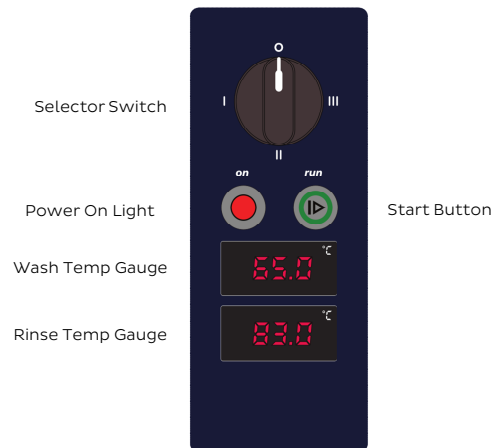 O
Selector Switch
I III
II
on run
Power On Light
Start Button
°C
Wash Temp Gauge
65.0
°C
Rinse Temp Gauge
83.0